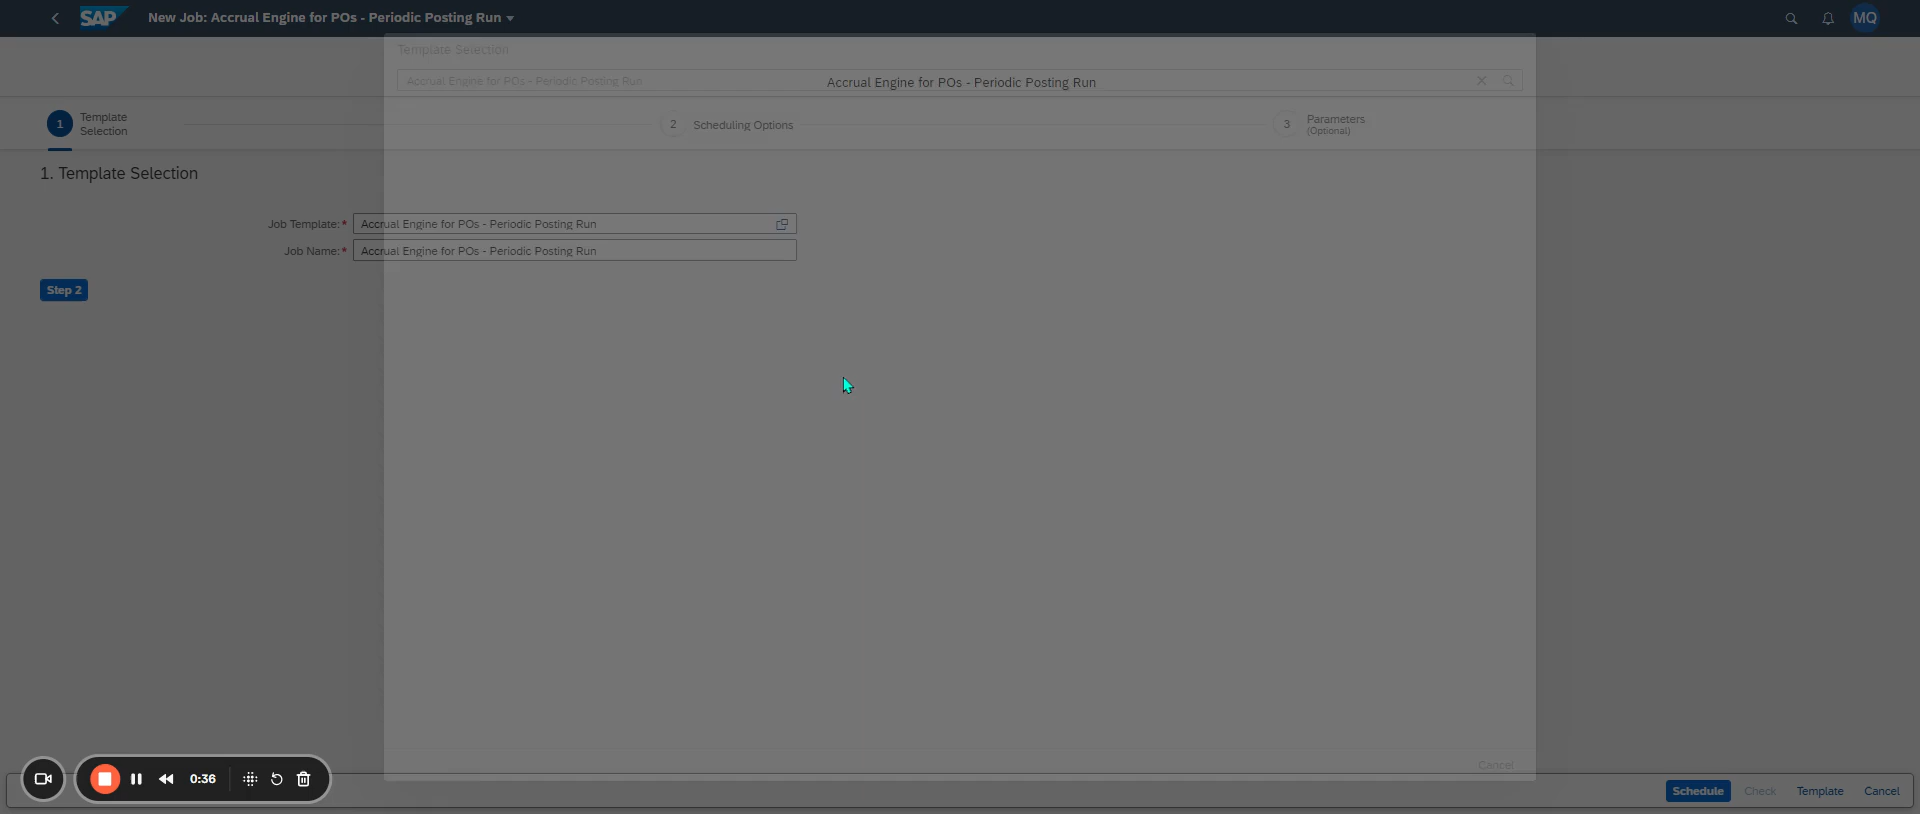 SAP
New Job: Accrual Engine for POs - Periodic Posting Run
MQ
Template Selection
Accrual Engine for POs - Periodic Posting Run
Accrual Engine for POs - Periodic Posting Run
1
Template
Selection
2
Scheduling Options
3
Parameters
(Optional)
1. Template Selection
Job Template:* Accrual Engine for POs - Periodic Posting Run
Job Name:* Accrual Engine for POs - Periodic Posting Run
Step 2
Cancel
0:36
Schedule Check Template Cancel